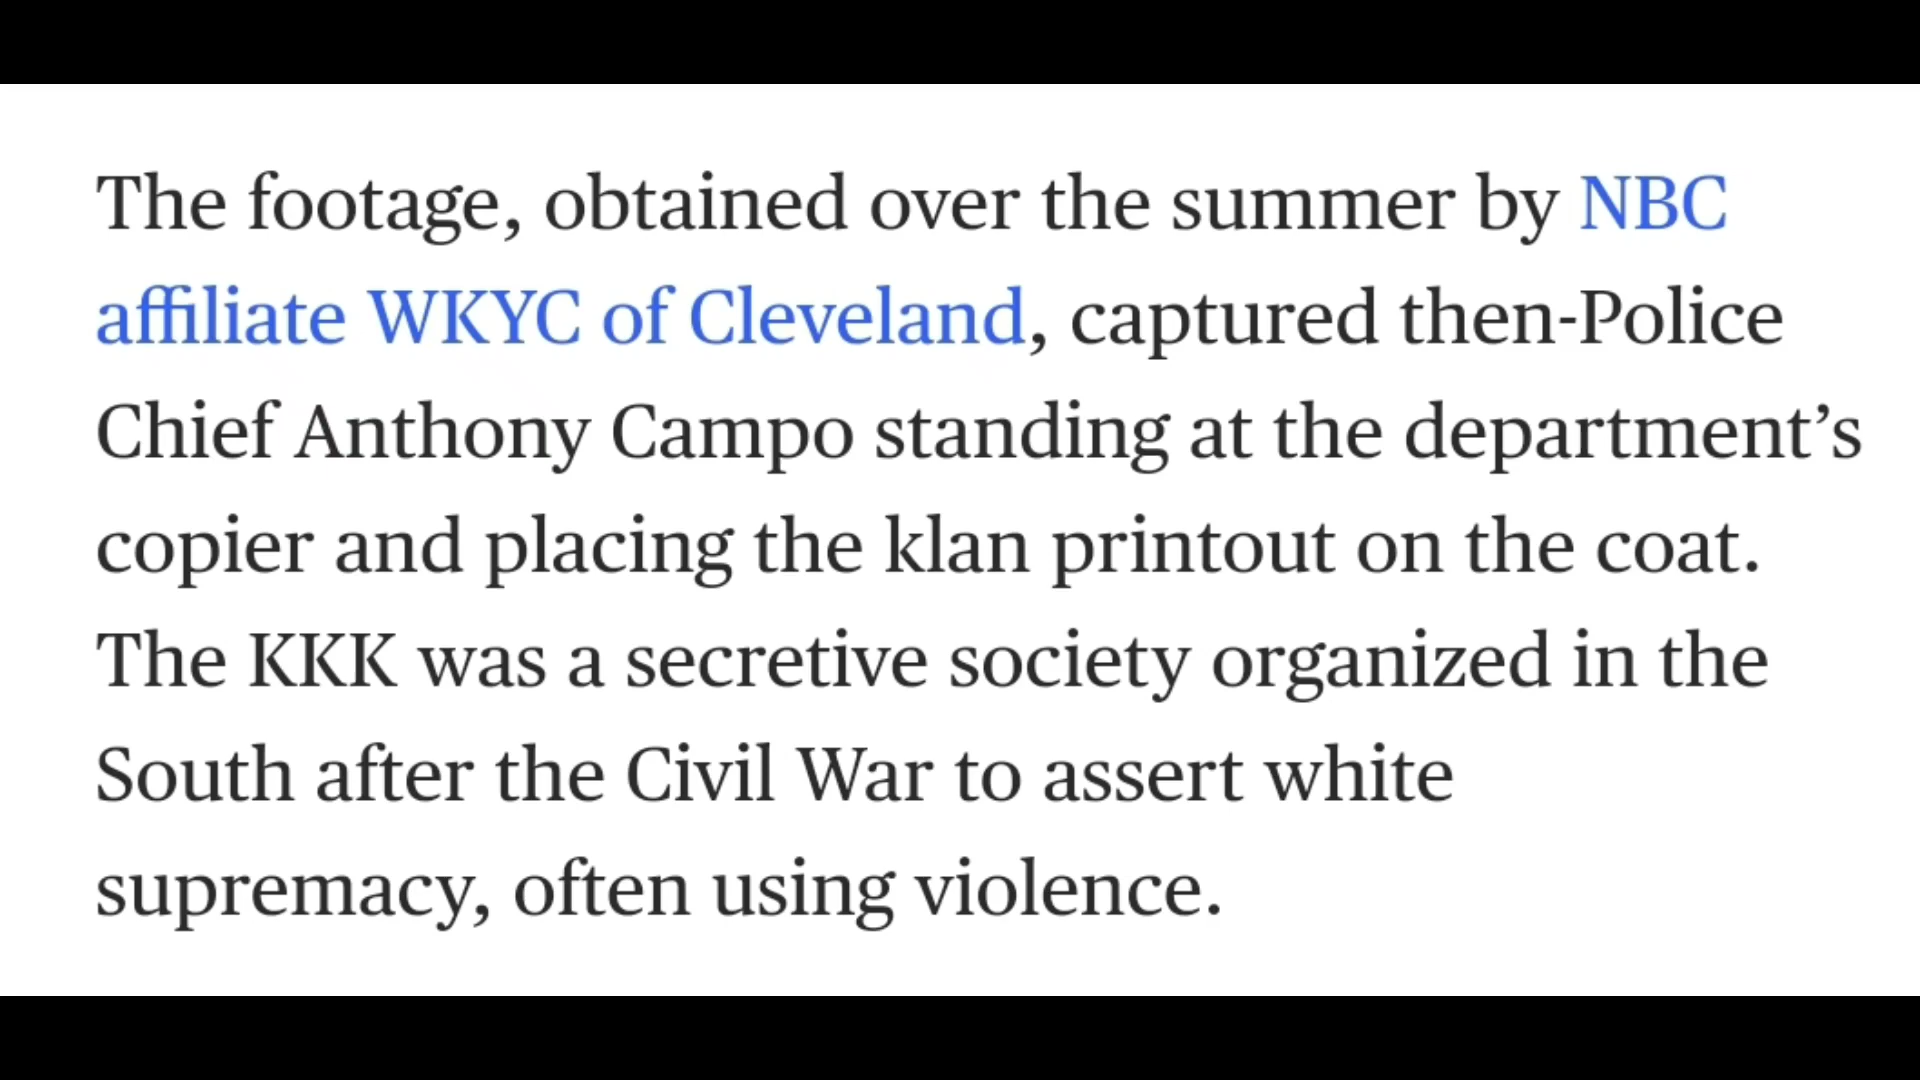 The footage, obtained over the summer by NBC
affiliate WKYC of Cleveland, captured then-Police
Chief Anthony Campo standing at the department’s
copier and placing the klan printout on the coat.
The KKK was a secretive society organized in the
South after the Civil War to assert white
supremacy, often using violence.